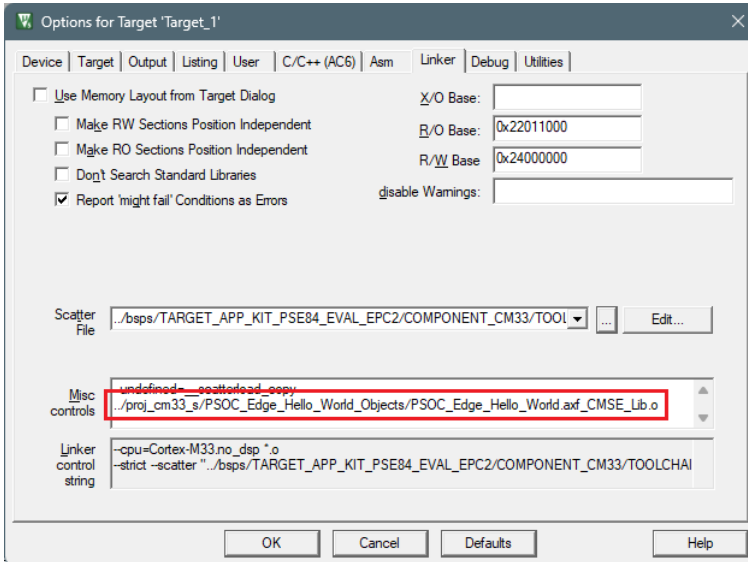 Options for Target 'Target_1'
Device Target Output Listing User C/C++ (AC6) Asm Linker Debug Utilities
Use Memory Layout from Target Dialog
Make RW Sections Position Independent
Make RO Sections Position Independent
Don't Search Standard Libraries
Report 'might fail' Conditions as Errors
X/O Base:
R/O Base: 0x22011000
R/W Base 0x24000000
disable Warnings:
Scatter File ../bsps/TARGET_APP_KIT_PSE84_EVAL_EPC2/COMPONENT_CM33/TOOL ... Edit...
Misc controls
--undefined=__scatterload_copy
../proj_cm33_s/PSOC_Edge_Hello_World_Objects/PSOC_Edge_Hello_World.axf_CMSE_Lib.o
Linker control string
--cpu=Cortex-M33.no_dsp *.o
--strict --scatter "../bsps/TARGET_APP_KIT_PSE84_EVAL_EPC2/COMPONENT_CM33/TOOLCHAI
OK Cancel Defaults Help